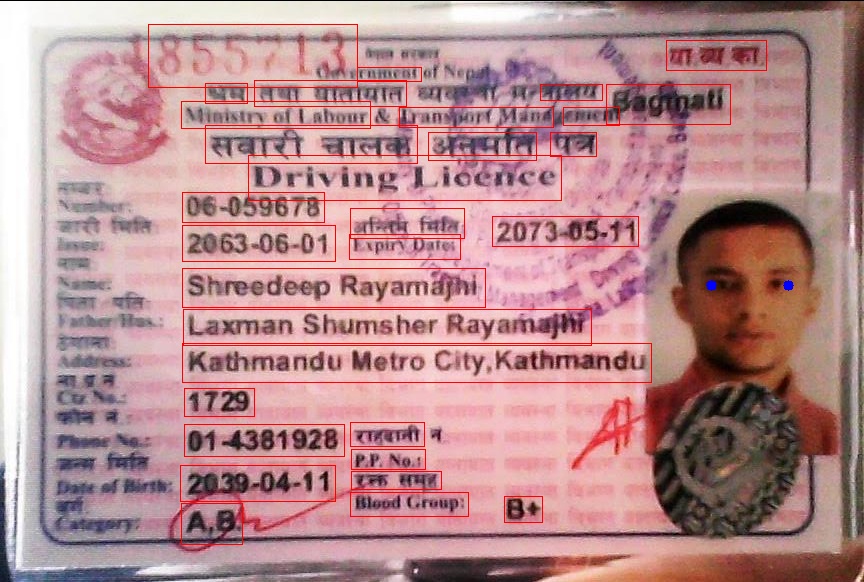 1855713
नेपाल सरकार
या.व्य.का.
Government of Nepal
श्रम तथा यातायात व्यवस्था मन्त्रालय
Bagmati
Ministry of Labour & Transport Management
सवारी चालक अनुमति पत्र
Driving Licence
नम्बर
Number: 06-059678
जारी मिति अन्तिम मिति
Issue: 2063-06-01 Expiry Date: 2073-05-11
नाम
Name: Shreedeep Rayamajhi
पिता/पति
Father/Hus.: Laxman Shumsher Rayamajhi
ठेगाना
Address: Kathmandu Metro City,Kathmandu
ना.प्र.नं.
Ctz No.: 1729
फोन नं. राहदानी नं.
Phone No.: 01-4381928 P.P. No.:
जन्म मिति रक्त समूह
Date of Birth: 2039-04-11 Blood Group: B+
वर्ग
Category: A,B